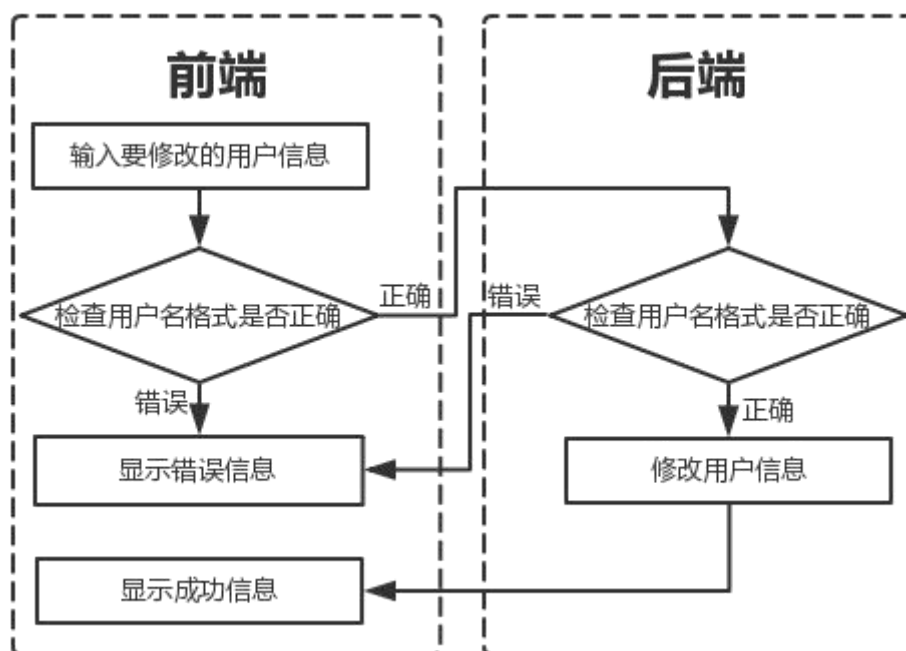 前端
后端
输入要修改的用户信息
检查用户名格式是否正确
正确
错误
检查用户名格式是否正确
错误
正确
显示错误信息
修改用户信息
显示成功信息